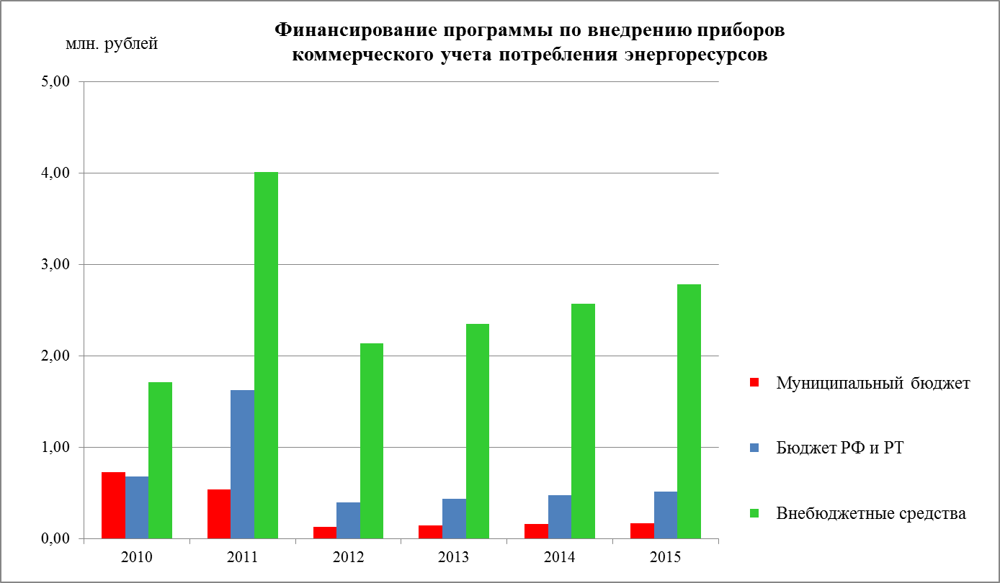 млн. рублей
Финансирование программы по внедрению приборов
коммерческого учета потребления энергоресурсов
5,00
4,00
3,00
2,00
1,00
0,00
2010
2011
2012
2013
2014
2015
Муниципальный бюджет
Бюджет РФ и РТ
Внебюджетные средства